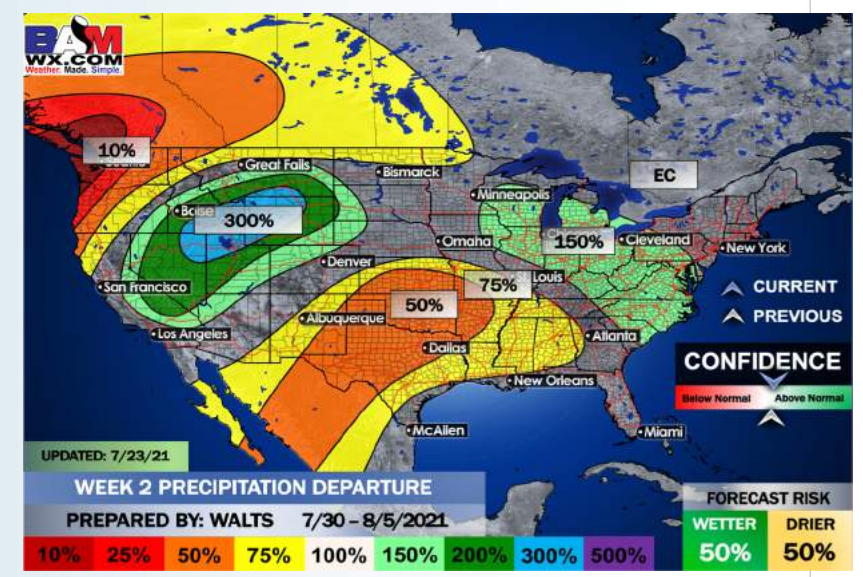 BAM
WX.COM
Weather. Made. Simple.
10%
Great Falls
Bismarck
EC
Minneapolis
Boise
300%
150%
Omaha
Cleveland
New York
Denver
75%
St. Louis
San Francisco
50%
CURRENT
Albuquerque
PREVIOUS
Los Angeles
Atlanta
Dallas
CONFIDENCE
New Orleans
Below Normal Above Normal
McAllen
Miami
UPDATED: 7/23/21
WEEK 2 PRECIPITATION DEPARTURE
PREPARED BY: WALTS 7/30 – 8/5/2021
10% 25% 50% 75% 100% 150% 200% 300% 500%
FORECAST RISK
WETTER DRIER
50% 50%